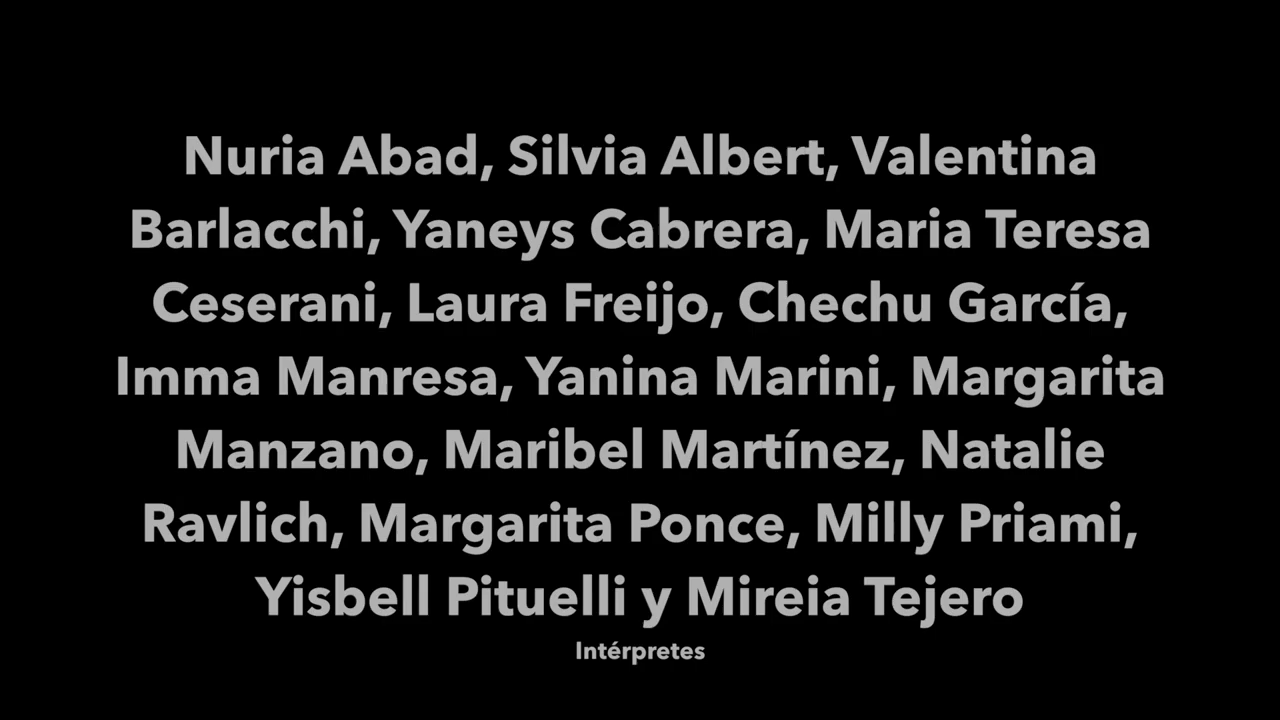 Nuria Abad, Silvia Albert, Valentina
Barlacchi, Yaneys Cabrera, Maria Teresa
Ceserani, Laura Freijo, Chechu García,
Imma Manresa, Yanina Marini, Margarita
Manzano, Maribel Martínez, Natalie
Ravlich, Margarita Ponce, Milly Priami,
Yisbell Pituelli y Mireia Tejero
Intérpretes